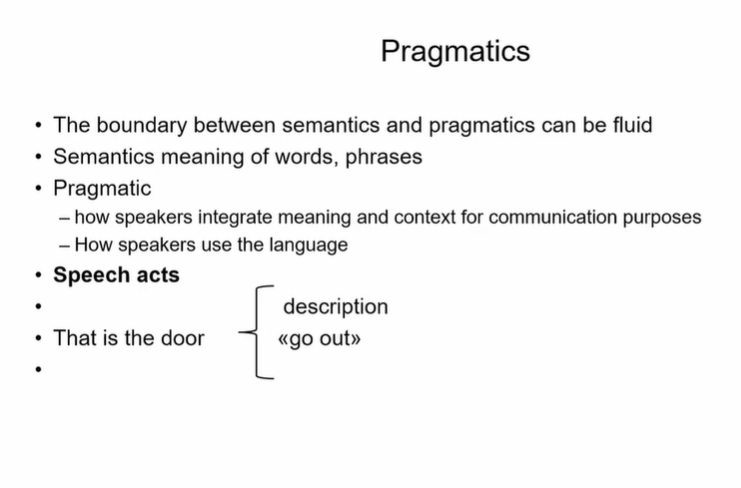 Pragmatics
• The boundary between semantics and pragmatics can be fluid
• Semantics meaning of words, phrases
• Pragmatic
– how speakers integrate meaning and context for communication purposes
– How speakers use the language
• Speech acts
• description
• That is the door «go out»
•